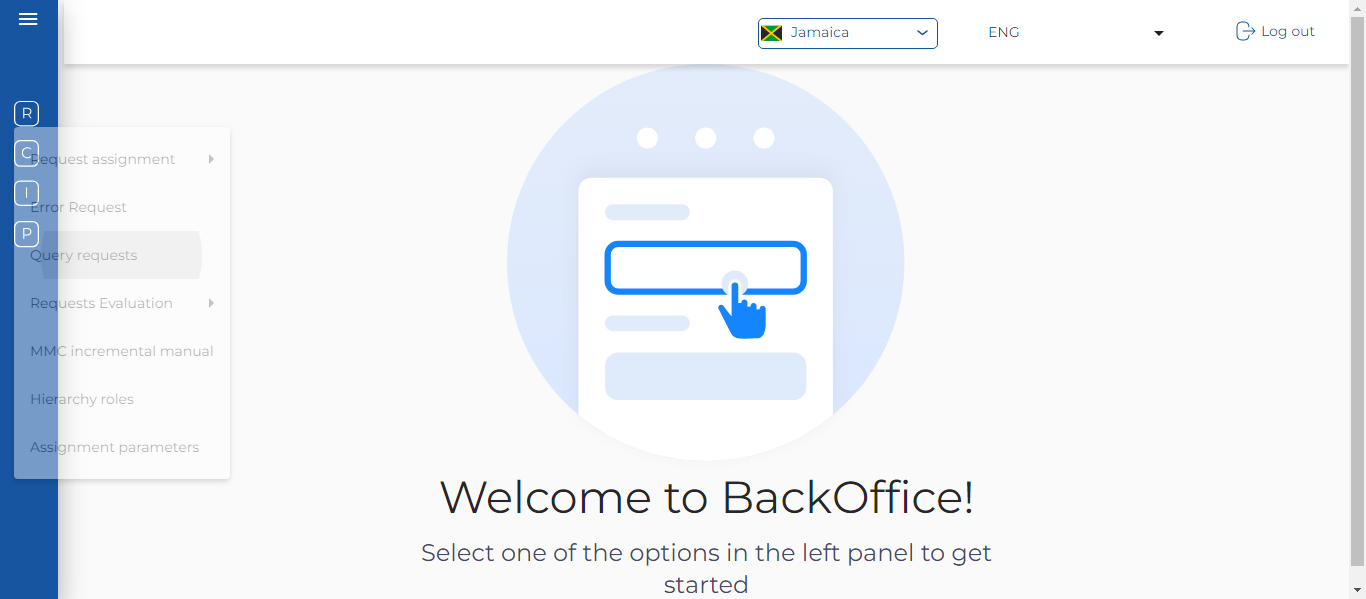 Jamaica
ENG
Log out
R
C
I
P
Request assignment
Error Request
Query requests
Requests Evaluation
MMC incremental manual
Hierarchy roles
Assignment parameters
Welcome to BackOffice!
Select one of the options in the left panel to get
started